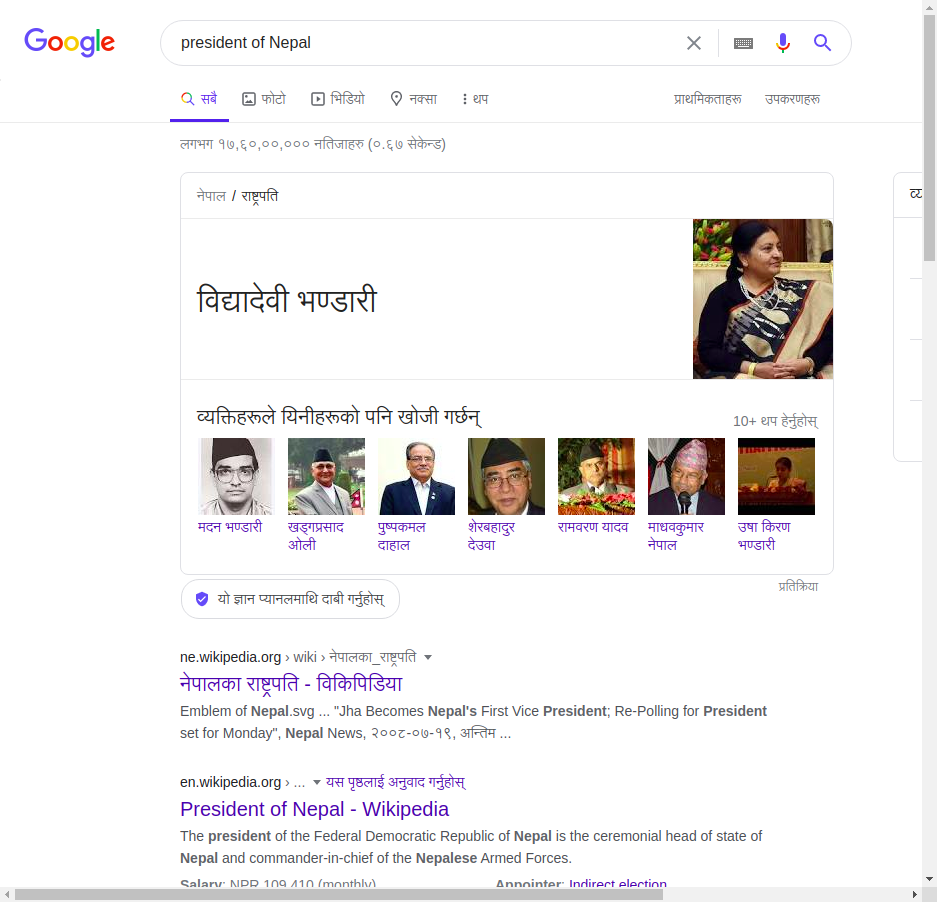 Google
president of Nepal
सबै
फोटो
भिडियो
नक्सा
थप
प्राथमिकताहरू
उपकरणहरू
लगभग १७,६०,००,००० नतिजाहरु (०.६७ सेकेन्ड)
नेपाल / राष्ट्रपति
विद्यादेवी भण्डारी
व्यक्तिहरूले यिनीहरूको पनि खोजी गर्छन्
10+ थप हेर्नुहोस्
मदन भण्डारी
खड्गप्रसाद
ओली
पुष्पकमल
दाहाल
शेरबहादुर
देउवा
रामवरण यादव
माधवकुमार
नेपाल
उषा किरण
भण्डारी
प्रतिक्रिया
यो ज्ञान प्यानलमाथि दाबी गर्नुहोस्
ne.wikipedia.org › wiki › नेपालका_राष्ट्रपति
नेपालका राष्ट्रपति - विकिपिडिया
Emblem of Nepal.svg ... "Jha Becomes Nepal's First Vice President; Re-Polling for President
set for Monday", Nepal News, २००८-०७-१९, अन्तिम ...
en.wikipedia.org › ... यस पृष्ठलाई अनुवाद गर्नुहोस्
President of Nepal - Wikipedia
The president of the Federal Democratic Republic of Nepal is the ceremonial head of state of
Nepal and commander-in-chief of the Nepalese Armed Forces.
Salary: NPR 109,410 (monthly) Appointer: Indirect election